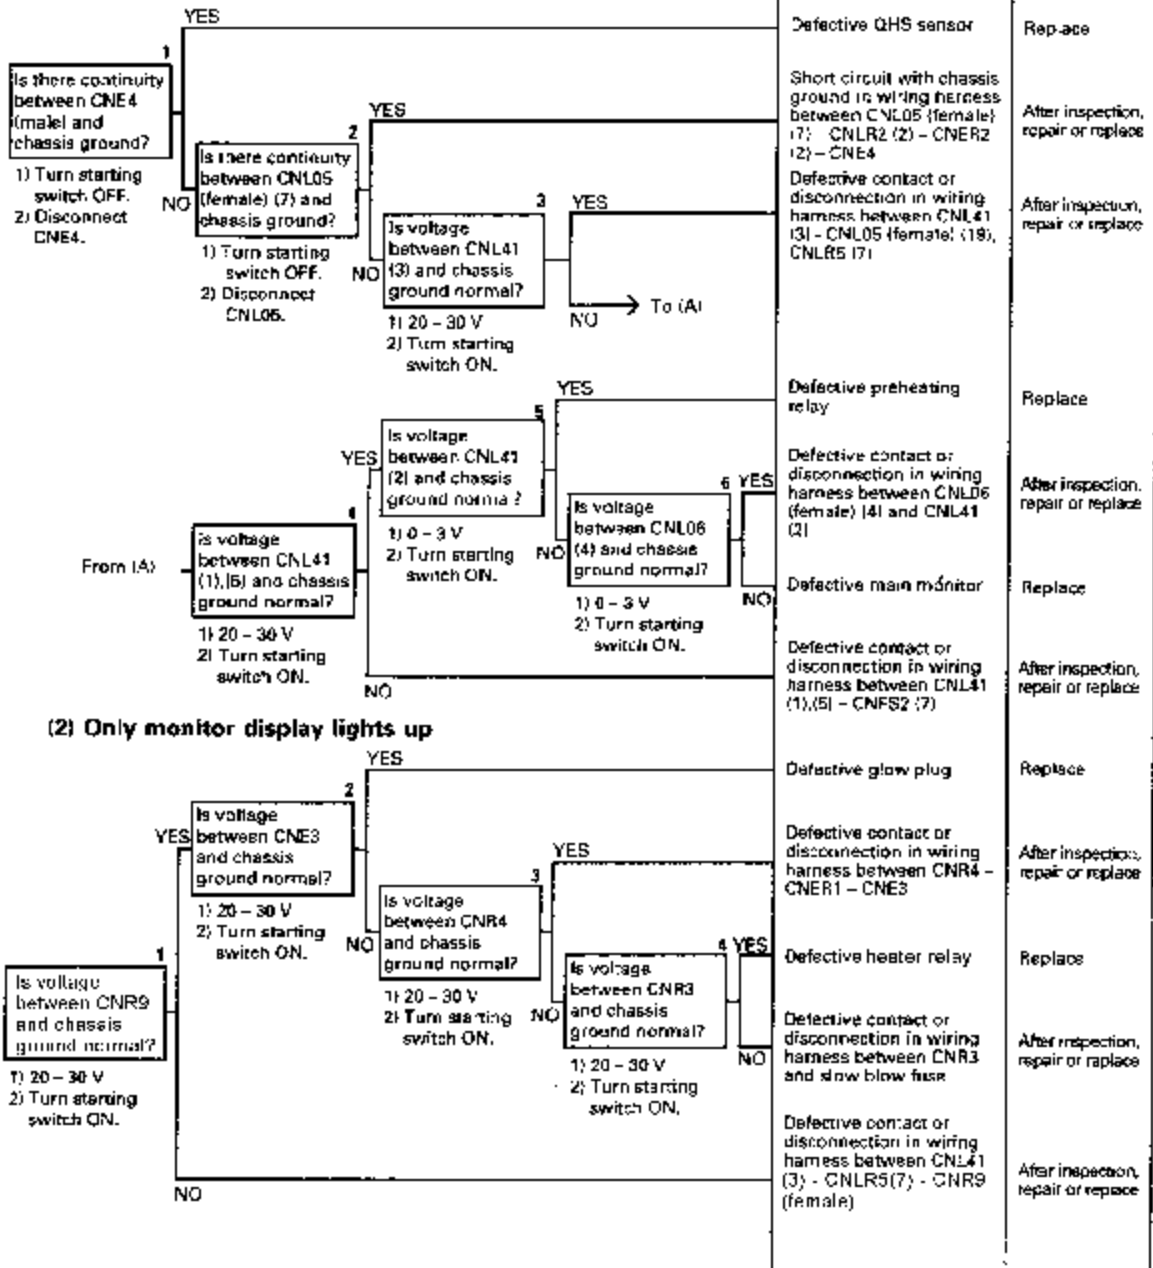 YES
1
Is there continuity
between CNE4
(male) and
chassis ground?
1) Turn starting
switch OFF.
2) Disconnect
CNE4.
NO
YES
2
Is there continuity
between CNL05
(female) (7) and
chassis ground?
1) Turn starting
switch OFF.
2) Disconnect
CNL05.
NO
3
YES
Is voltage
between CNL41
(3) and chassis
ground normal?
1) 20 – 30 V
2) Turn starting
switch ON.
NO
To (A)
Defective QHS sensor
Replace
Short circuit with chassis
ground in wiring harness
between CNL05 (female)
(7) – CNLR2 (2) – CNER2
(2) – CNE4
After inspection,
repair or replace
Defective contact or
disconnection in wiring
harness between CNL41
(3) - CNL05 (female) (19),
CNLR5 (7)
After inspection,
repair or replace
From (A)
4
Is voltage
between CNL41
(1),(5) and chassis
ground normal?
1) 20 – 30 V
2) Turn starting
switch ON.
YES
NO
5
YES
Is voltage
between CNL41
(2) and chassis
ground normal?
1) 0 – 3 V
2) Turn starting
switch ON.
NO
6 YES
Is voltage
between CNL06
(4) and chassis
ground normal?
1) 0 – 3 V
2) Turn starting
switch ON.
NO
Defective preheating
relay
Replace
Defective contact or
disconnection in wiring
harness between CNL06
(female) (4) and CNL41
(2)
After inspection,
repair or replace
Defective main monitor
Replace
Defective contact or
disconnection in wiring
harness between CNL41
(1),(5) – CNFS2 (7)
After inspection,
repair or replace
(2) Only monitor display lights up
1
Is voltage
between CNR9
and chassis
ground normal?
1) 20 – 30 V
2) Turn starting
switch ON.
YES
NO
2
YES
Is voltage
between CNE3
and chassis
ground normal?
1) 20 – 30 V
2) Turn starting
switch ON.
NO
3
YES
Is voltage
between CNR4
and chassis
ground normal?
1) 20 – 30 V
2) Turn starting
switch ON.
NO
4 YES
Is voltage
between CNR3
and chassis
ground normal?
1) 20 – 30 V
2) Turn starting
switch ON.
NO
Defective glow plug
Replace
Defective contact or
disconnection in wiring
harness between CNR4 –
CNER1 – CNE3
After inspection,
repair or replace
Defective heater relay
Replace
Defective contact or
disconnection in wiring
harness between CNR3
and slow blow fuse
After inspection,
repair or replace
Defective contact or
disconnection in wiring
harness between CNL41
(3) - CNLR5(7) - CNR9
(female)
After inspection,
repair or replace